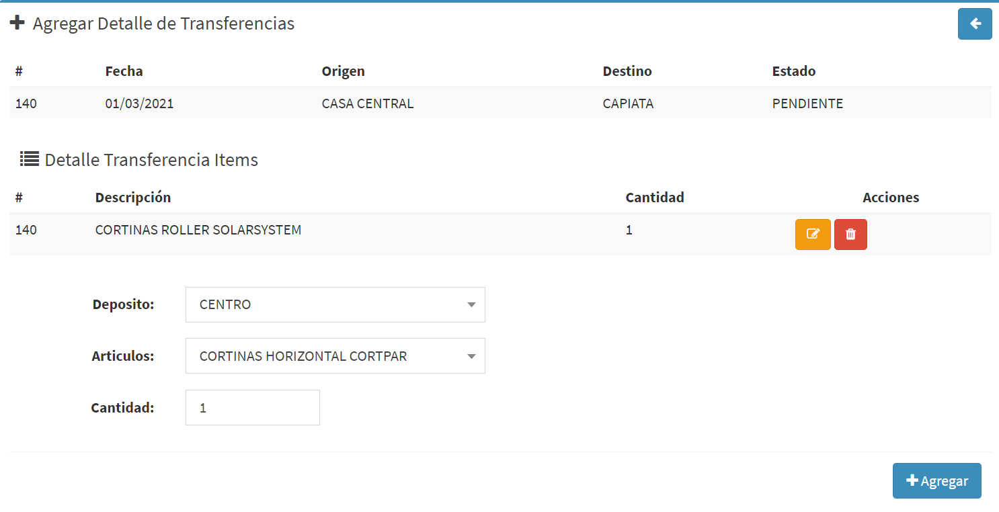 Agregar Detalle de Transferencias
# Fecha Origen Destino Estado
140 01/03/2021 CASA CENTRAL CAPIATA PENDIENTE
Detalle Transferencia Items
# Descripción Cantidad Acciones
140 CORTINAS ROLLER SOLARSYSTEM 1
Deposito: CENTRO
Articulos: CORTINAS HORIZONTAL CORTPAR
Cantidad: 1
Agregar